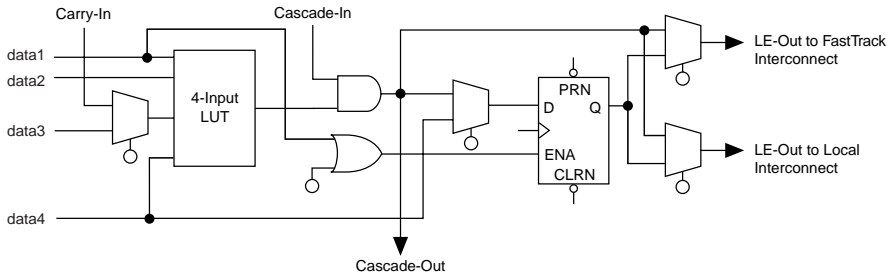 Carry-In
Cascade-In
LE-Out to FastTrack
Interconnect
data1
data2
4-Input
LUT
PRN
D
Q
data3
ENA
CLRN
LE-Out to Local
Interconnect
data4
Cascade-Out